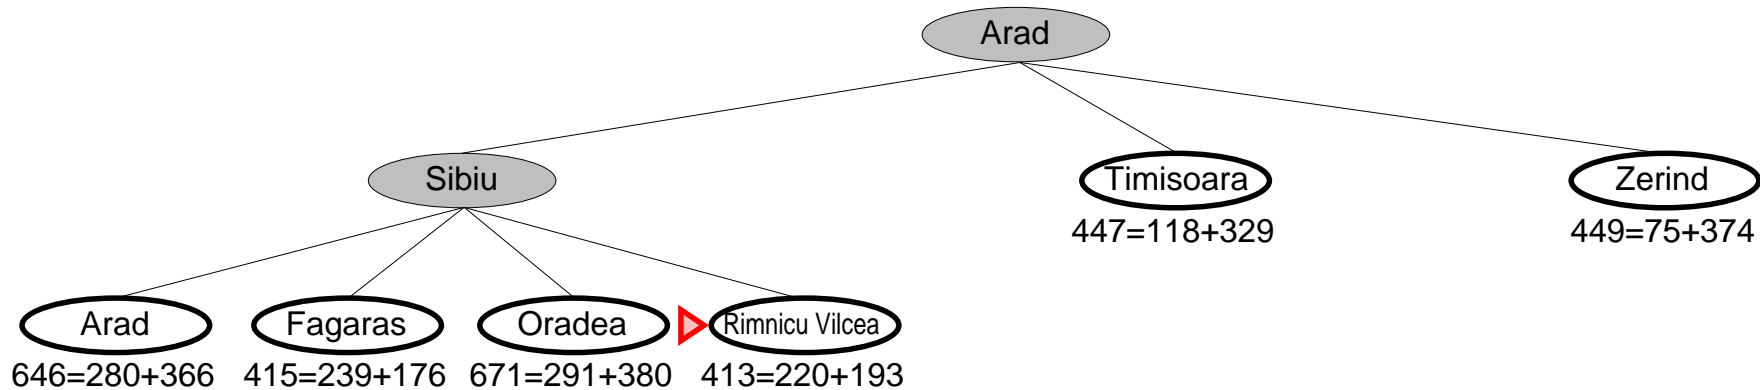 Arad
Sibiu
Timisoara
Zerind
447=118+329
449=75+374
Arad
Fagaras
Oradea
Rimnicu Vilcea
646=280+366
415=239+176
671=291+380
413=220+193